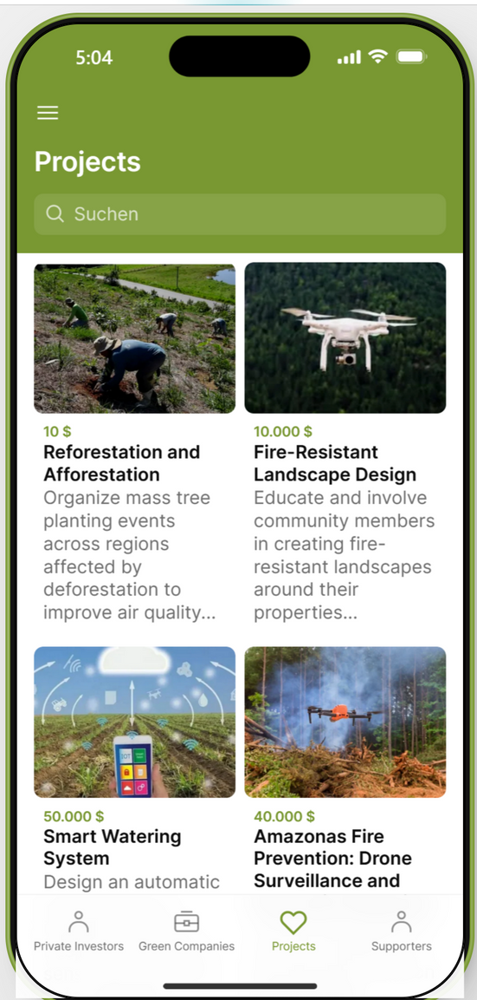 5:04
Projects
Suchen
10 $
Reforestation and
Afforestation
Organize mass tree
planting events
across regions
affected by
deforestation to
improve air quality...
10.000 $
Fire-Resistant
Landscape Design
Educate and involve
community members
in creating fire-
resistant landscapes
around their
properties...
IOT
50.000 $
Smart Watering
System
Design an automatic
40.000 $
Amazonas Fire
Prevention: Drone
Surveillance and
Private Investors
Green Companies
Projects
Supporters